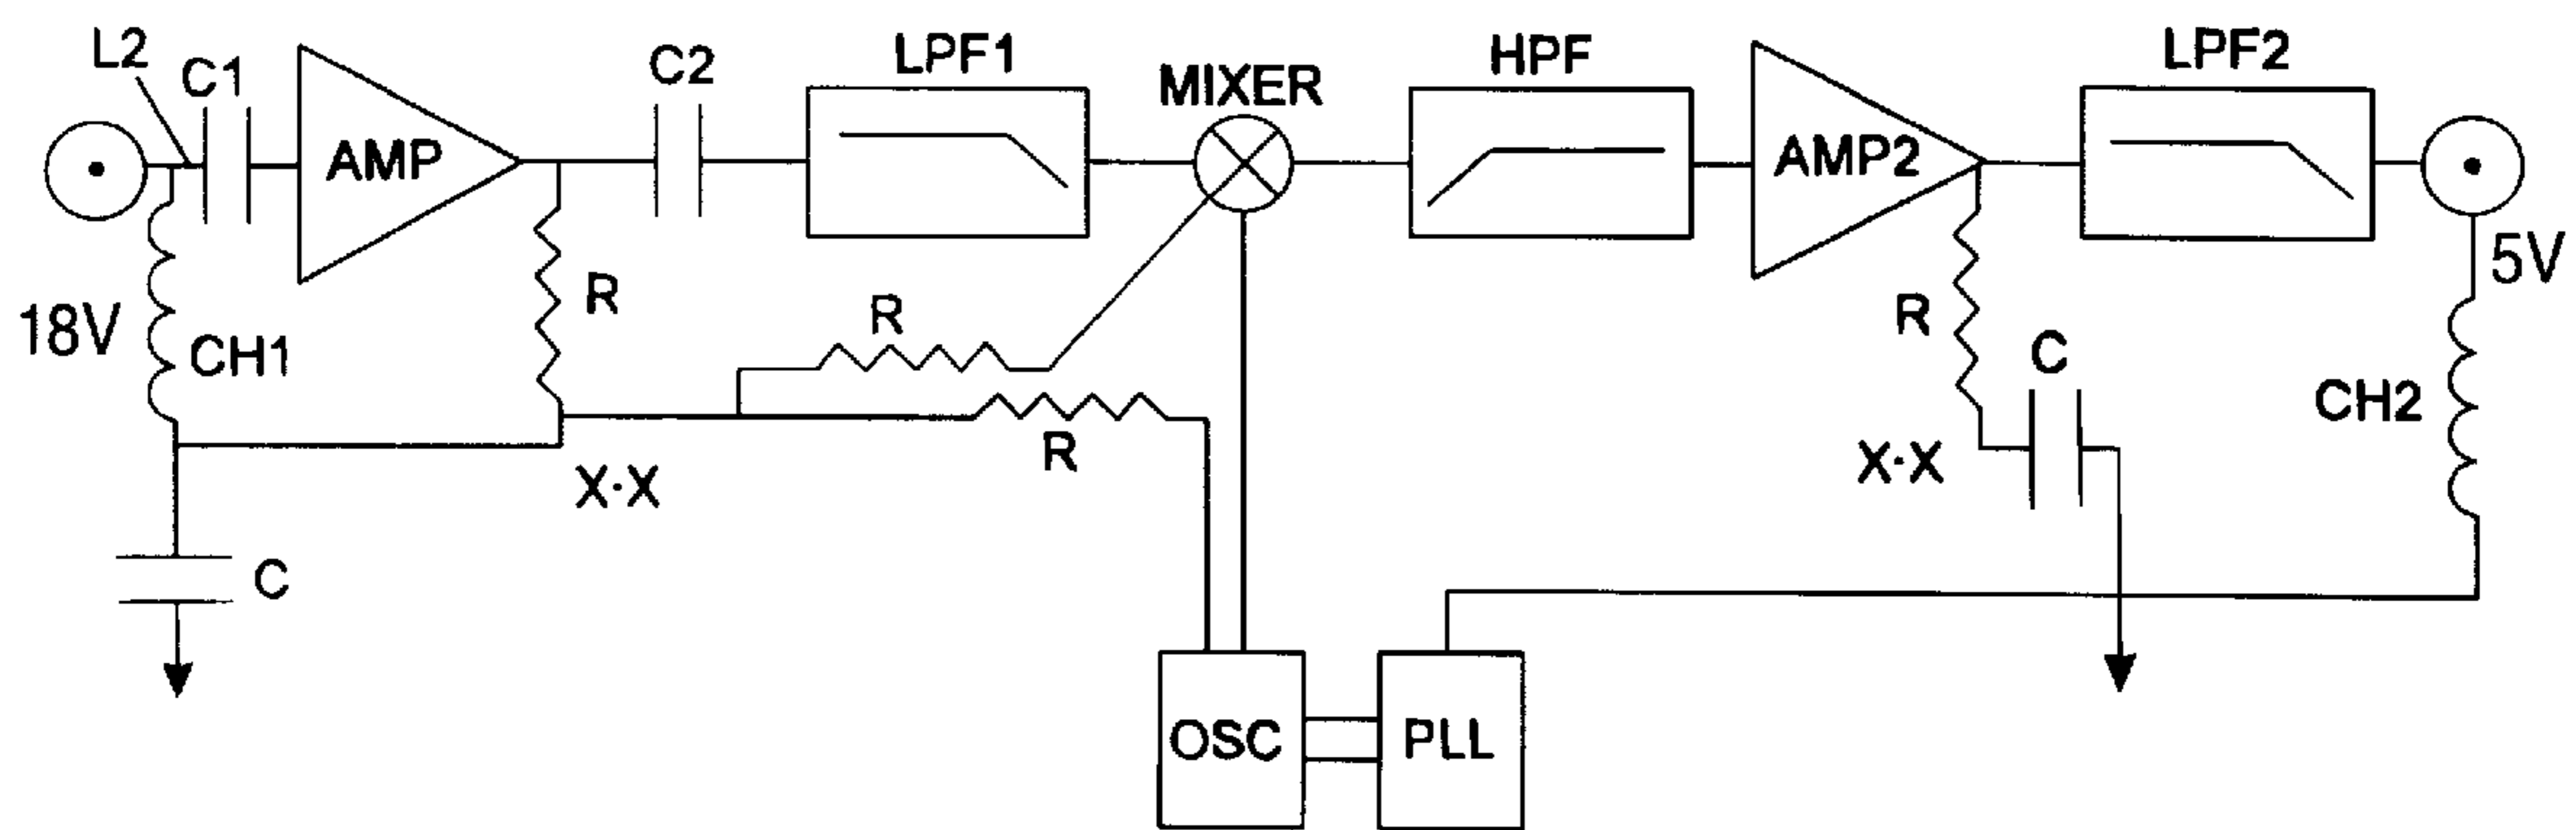 L2
C1
AMP
C2
LPF1
MIXER
HPF
AMP2
LPF2
18V
CH1
R
R
R
X·X
C
R
C
X·X
5V
CH2
OSC
PLL